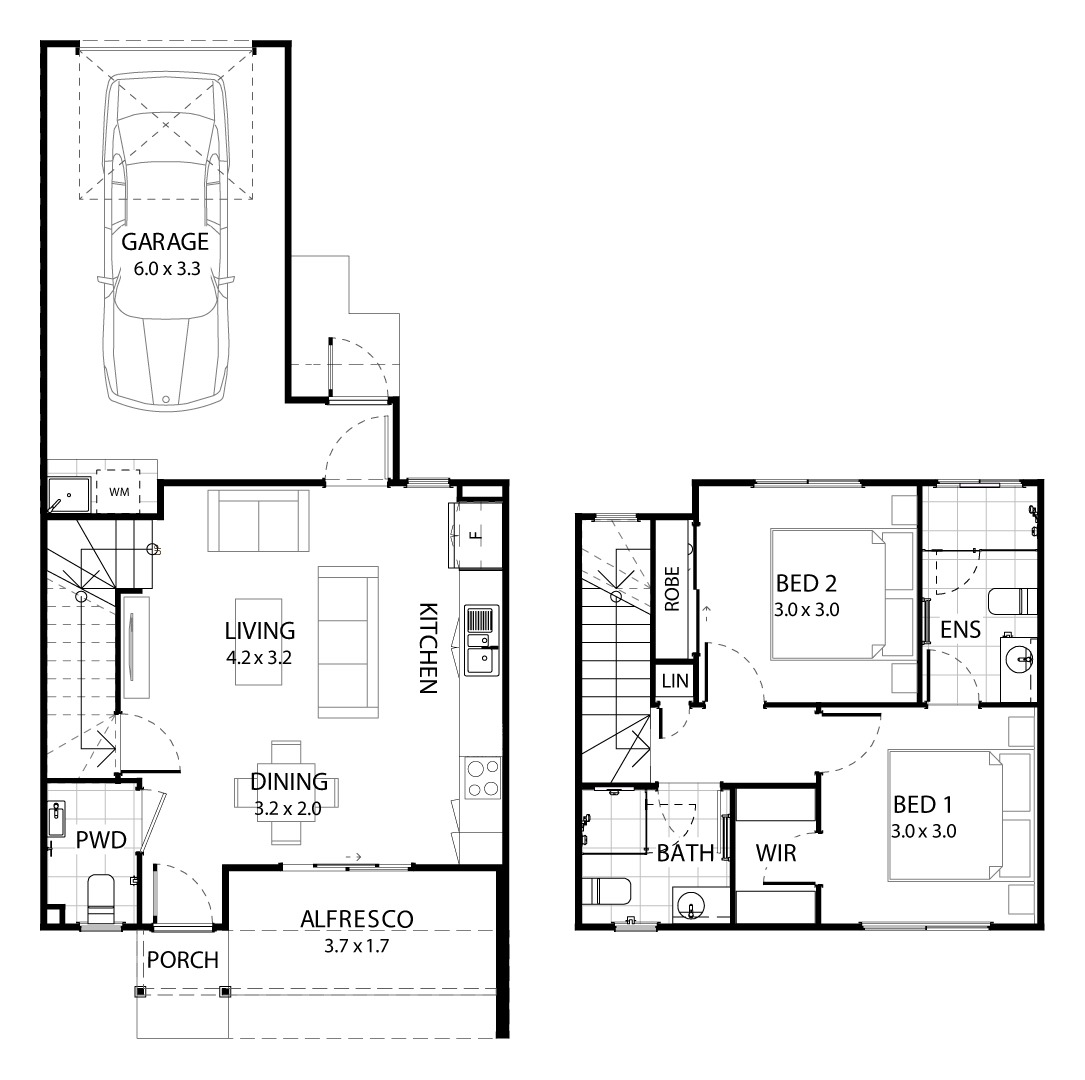 GARAGE
6.0 x 3.3
WM
F
LIVING
4.2 x 3.2
KITCHEN
DINING
3.2 x 2.0
PWD
ALFRESCO
3.7 x 1.7
PORCH
ROBE
BED 2
3.0 x 3.0
ENS
LIN
BED 1
3.0 x 3.0
BATH
WIR